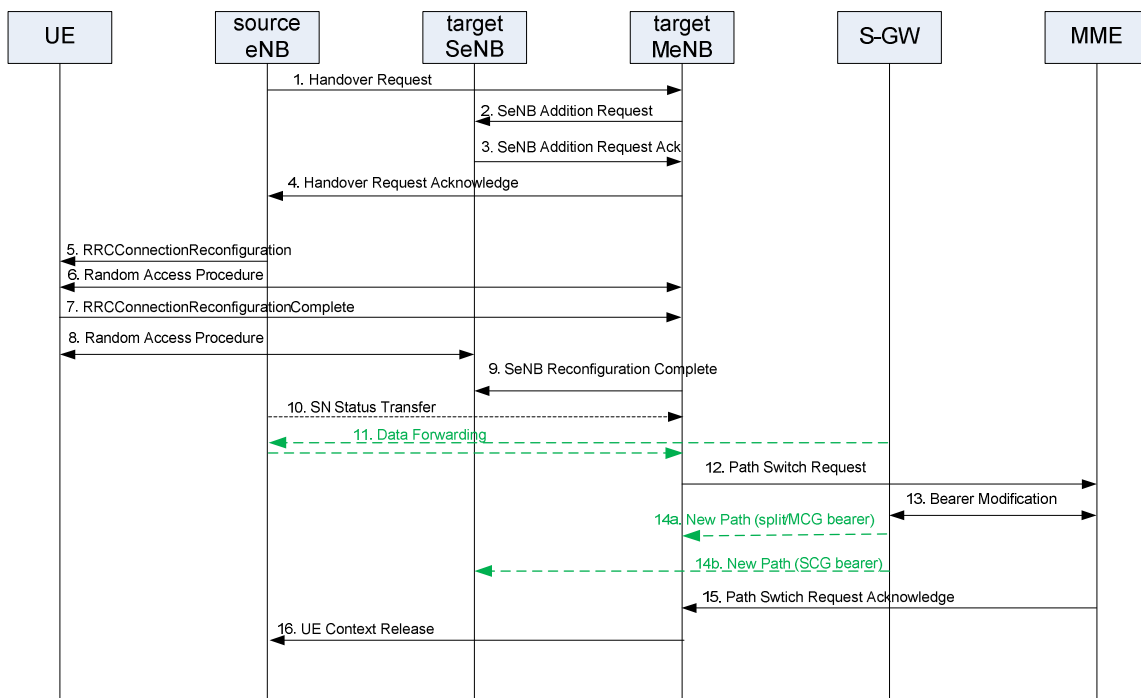 UE
source
eNB
target
SeNB
target
MeNB
S-GW
MME
1. Handover Request
2. SeNB Addition Request
3. SeNB Addition Request Ack
4. Handover Request Acknowledge
5. RRCConnectionReconfiguration
6. Random Access Procedure
7. RRCConnectionReconfigurationComplete
8. Random Access Procedure
9. SeNB Reconfiguration Complete
10. SN Status Transfer
11. Data Forwarding
12. Path Switch Request
13. Bearer Modification
14a. New Path (split/MCG bearer)
14b. New Path (SCG bearer)
15. Path Swtich Request Acknowledge
16. UE Context Release